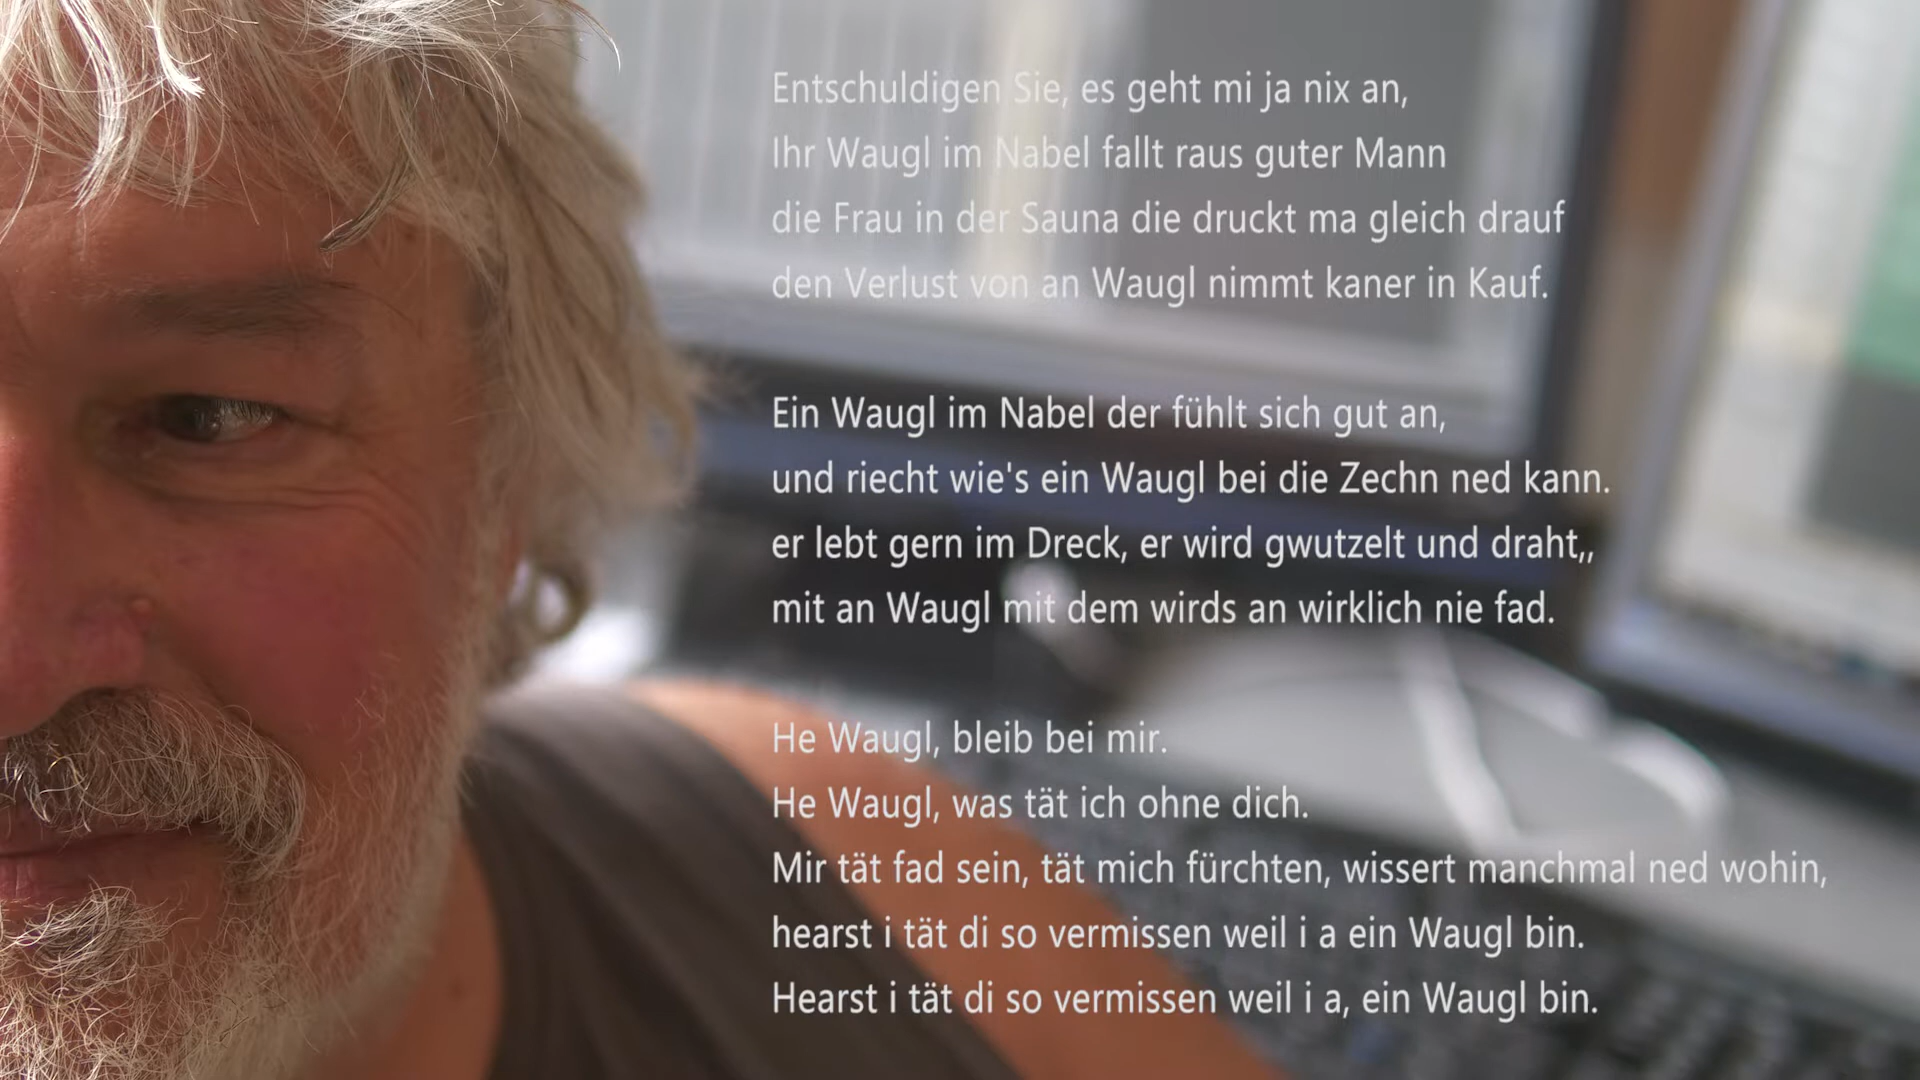 Entschuldigen Sie, es geht mi ja nix an,
Ihr Waugl im Nabel fallt raus guter Mann
die Frau in der Sauna die druckt ma gleich drauf
den Verlust von an Waugl nimmt kaner in Kauf.
Ein Waugl im Nabel der fühlt sich gut an,
und riecht wie's ein Waugl bei die Zechn ned kann.
er lebt gern im Dreck, er wird gwutzelt und draht,,
mit an Waugl mit dem wirds an wirklich nie fad.
He Waugl, bleib bei mir.
He Waugl, was tät ich ohne dich.
Mir tät fad sein, tät mich fürchten, wissert manchmal ned wohin,
hearst i tät di so vermissen weil i a ein Waugl bin.
Hearst i tät di so vermissen weil i a, ein Waugl bin.